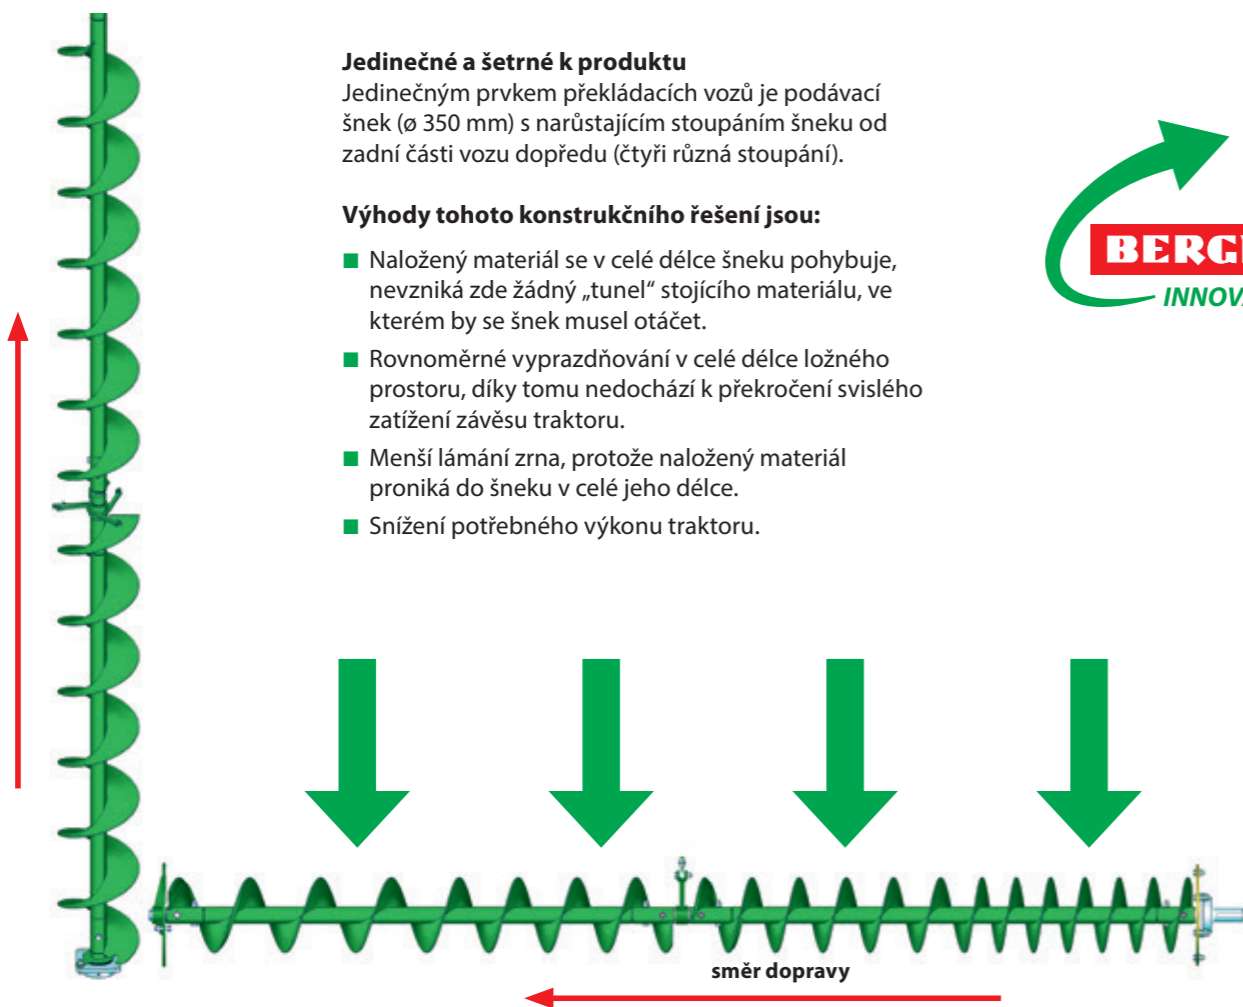 Jedinečné a šetrné k produktu
Jedinečným prvkem překládacích vozů je podávací
šnek (ø 350 mm) s narůstajícím stoupáním šneku od
zadní části vozu dopředu (čtyři různá stoupání).
Výhody tohoto konstrukčního řešení jsou:
Naložený materiál se v celé délce šneku pohybuje,
nevzniká zde žádný „tunel“ stojícího materiálu, ve
kterém by se šnek musel otáčet.
Rovnoměrné vyprazdňování v celé délce ložného
prostoru, díky tomu nedochází k překročení svislého
zatížení závěsu traktoru.
Menší lámání zrna, protože naložený materiál
proniká do šneku v celé jeho délce.
Snížení potřebného výkonu traktoru.
směr dopravy